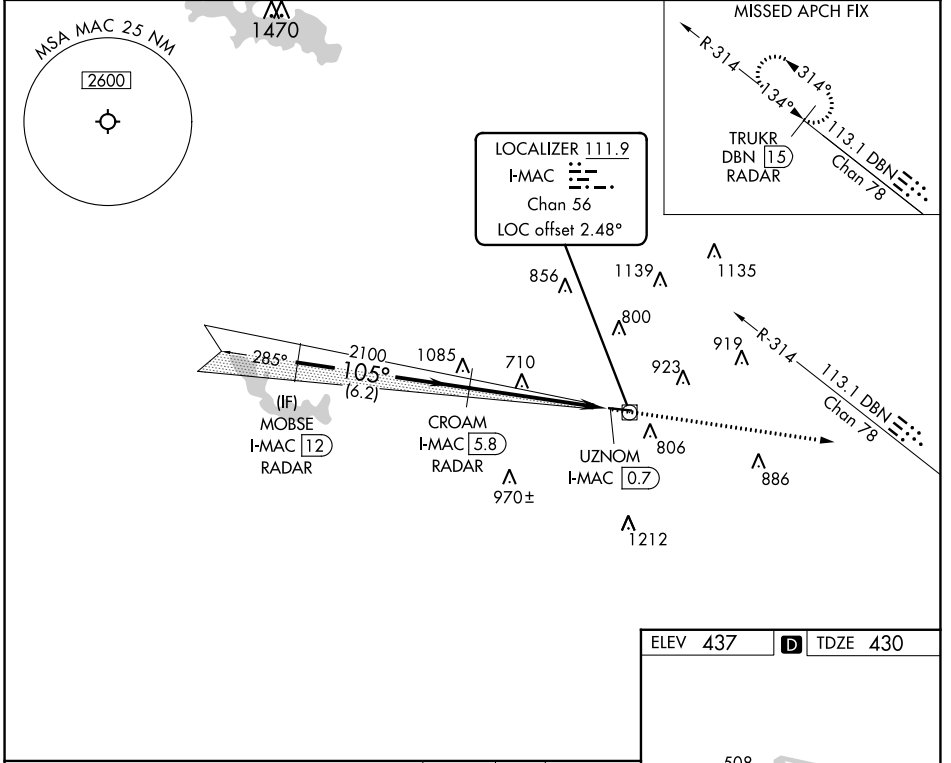 MSA MAC 25 NM
2600
1470
MISSED APCH FIX
R-314
314°
134°
TRUKR
DBN 15
RADAR
113.1 DBN
Chan 78
LOCALIZER 111.9
I-MAC
Chan 56
LOC offset 2.48°
856
1139
1135
800
919
923
R-314
113.1 DBN
Chan 78
285°
2100
105°
(6.2)
1085
710
(IF)
MOBSE
I-MAC 12
RADAR
CROAM
I-MAC 5.8
RADAR
970±
UZNOM
I-MAC 0.7
806
886
1212
ELEV 437
D
TDZE 430